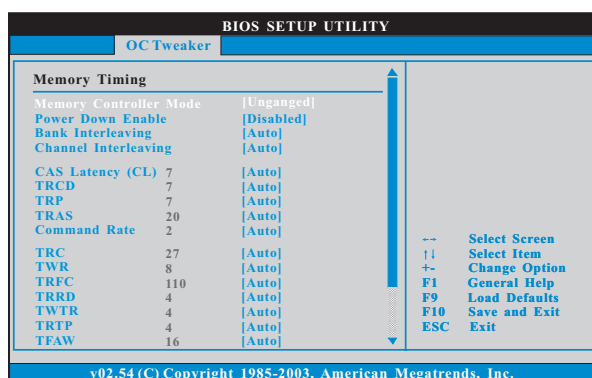 BIOS SETUP UTILITY
OC Tweaker
Memory Timing
Memory Controller Mode [Unganged]
Power Down Enable [Disabled]
Bank Interleaving [Auto]
Channel Interleaving [Auto]
CAS Latency (CL) 7 [Auto]
TRCD 7 [Auto]
TRP 7 [Auto]
TRAS 20 [Auto]
Command Rate 2 [Auto]
TRC 27 [Auto]
TWR 8 [Auto]
TRFC 110 [Auto]
TRRD 4 [Auto]
TWTR 4 [Auto]
TRTP 4 [Auto]
TFAW 16 [Auto]
←→ Select Screen
↑↓ Select Item
+- Change Option
F1 General Help
F9 Load Defaults
F10 Save and Exit
ESC Exit
v02.54 (C) Copyright 1985-2003, American Megatrends, Inc.